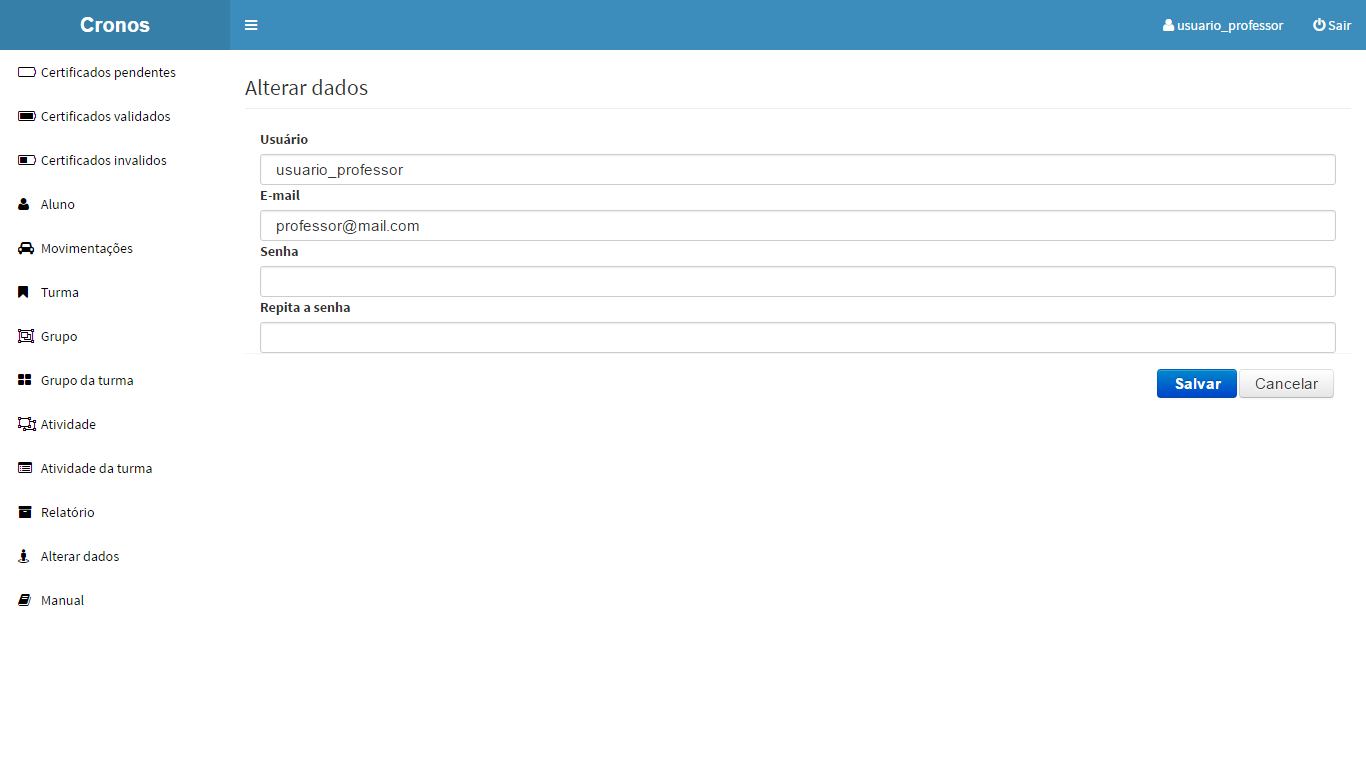 Cronos
usuario_professor
Sair
Certificados pendentes
Certificados validados
Certificados invalidos
Aluno
Movimentações
Turma
Grupo
Grupo da turma
Atividade
Atividade da turma
Relatório
Alterar dados
Manual
Alterar dados
Usuário
usuario_professor
E-mail
professor@mail.com
Senha
Repita a senha
Salvar
Cancelar